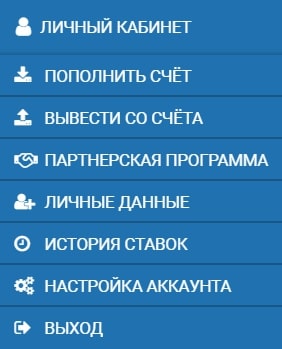 ЛИЧНЫЙ КАБИНЕТ
ПОПОЛНИТЬ СЧЁТ
ВЫВЕСТИ СО СЧЁТА
ПАРТНЕРСКАЯ ПРОГРАММА
ЛИЧНЫЕ ДАННЫЕ
ИСТОРИЯ СТАВОК
НАСТРОЙКА АККАУНТА
ВЫХОД